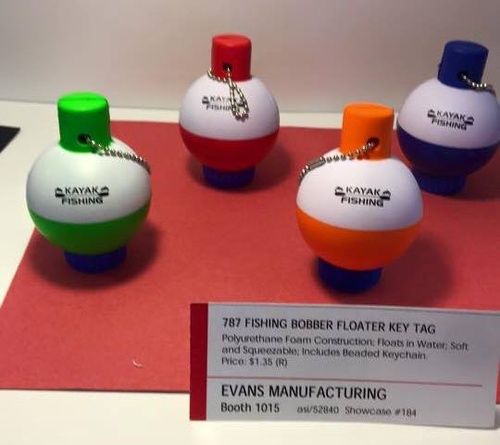 KAYAK
FISHING
KAYAK
FISHING
KAYAK
FISHING
KAYAK
FISHING
787 FISHING BOBBER FLOATER KEY TAG
Polyurethane Foam Construction; Floats in Water; Soft
and Squeezable; Includes Beaded Keychain.
Price: $1.35 (R)
EVANS MANUFACTURING
Booth 1015 asi/52840 Showcase #184